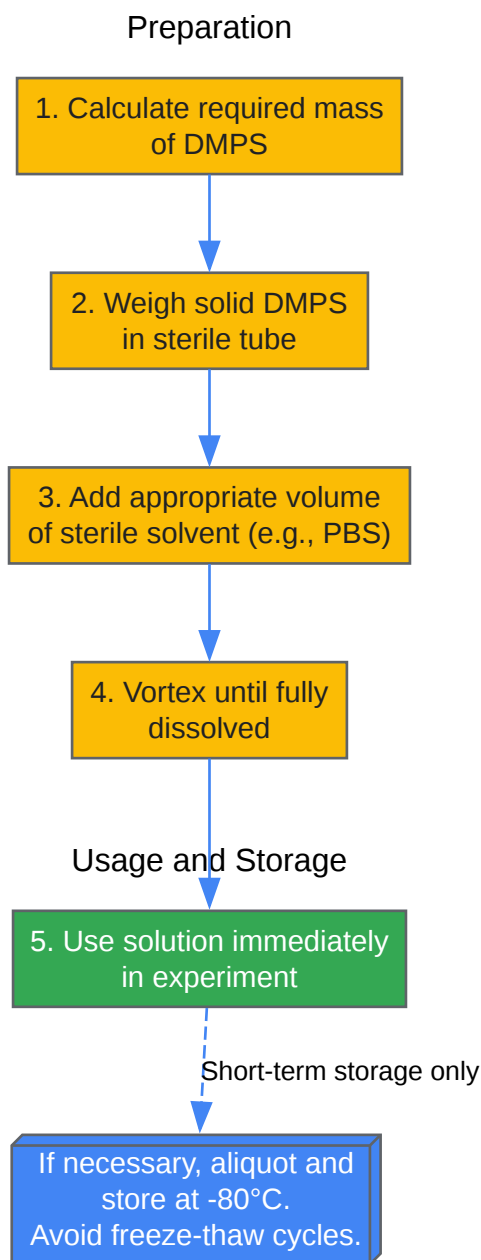 Preparation
1. Calculate required mass
of DMPS
2. Weigh solid DMPS
in sterile tube
3. Add appropriate volume
of sterile solvent (e.g., PBS)
4. Vortex until fully
dissolved
Usage and Storage
5. Use solution immediately
in experiment
Short-term storage only
If necessary, aliquot and
store at -80°C.
Avoid freeze-thaw cycles.